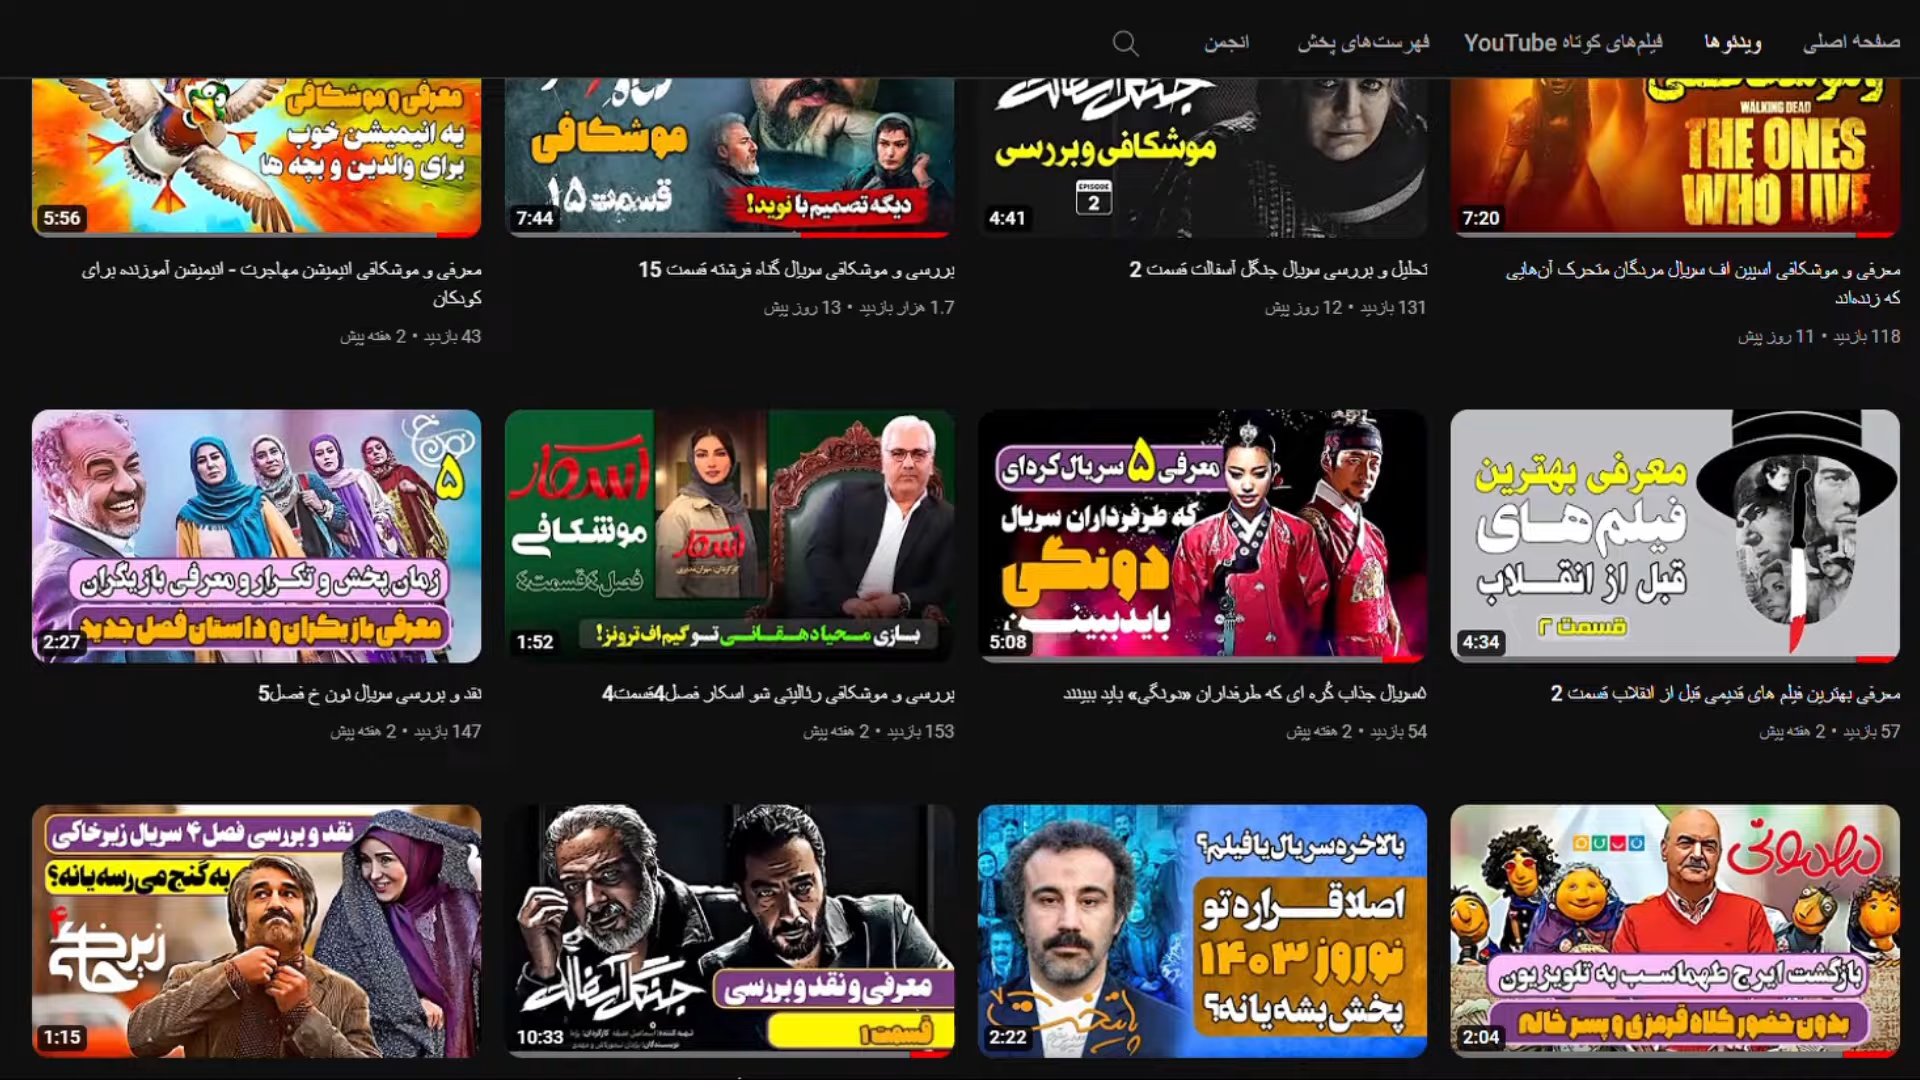 صفحه اصلی
ویدئوها
فیلم‌های کوتاه YouTube
فهرست‌های پخش
انجمن
WALKING DEAD
THE ONES
WHO LIVE
7:20
معرفی و موشکافی اسپین اف سریال مردگان متحرک آن‌هایی
که زنده‌اند
118 بازدید • 11 روز پیش
جنگل آسفالت
موشکافی و بررسی
EPISODE
2
4:41
تحلیل و بررسی سریال جنگل آسفالت قسمت 2
131 بازدید • 12 روز پیش
موشکافی
قسمت ۱۵
دیگه تصمیم با نوید!
7:44
بررسی و موشکافی سریال گناه فرشته قسمت 15
1.7 هزار بازدید • 13 روز پیش
معرفی و موشکافی
یه انیمیشن خوب
برای والدین و بچه ها
5:56
معرفی و موشکافی انیمیشن مهاجرت - انیمیشن آموزنده برای
کودکان
43 بازدید • 2 هفته پیش
معرفی بهترین
فیلم‌های
قبل از انقلاب
قسمت ۲
4:34
معرفی بهترین فیلم های قدیمی قبل از انقلاب قسمت 2
57 بازدید • 2 هفته پیش
معرفی ۵ سریال کره‌ای
که طرفرداران سریال
دونگی
باید ببینن
5:08
۵سریال جذاب کُره ای که طرفداران «دونگی» باید ببینند
54 بازدید • 2 هفته پیش
اسکار
موشکافی
فصل۴قسمت۴
اسکار
بازی محیا دهقانی تو گیم اف ترونز!
1:52
بررسی و موشکافی رئالیتی شو اسکار فصل4قسمت4
153 بازدید • 2 هفته پیش
نون خ
۵
زمان پخش و تکرار و معرفی بازیگران
معرفی بازیگران و داستان فصل جدید
2:27
نقد و بررسی سریال نون خ فصل5
147 بازدید • 2 هفته پیش
مهمونی
بازگشت ایرج طهماسب به تلویزیون
بدون حضور کلاه قرمزی و پسر خاله
2:04
بالاخره سریال یا فیلم؟
اصلا قراره تو
نوروز ۱۴۰۳
پخش بشه یا نه؟
پایتخت
2:22
جنگل آسفالت
معرفی و نقد و بررسی
قسمت ۱
10:33
نقد و بررسی فصل ۴ سریال زیرخاکی
به گنج می‌رسه یا نه؟
زیرخاکی
۴
1:15